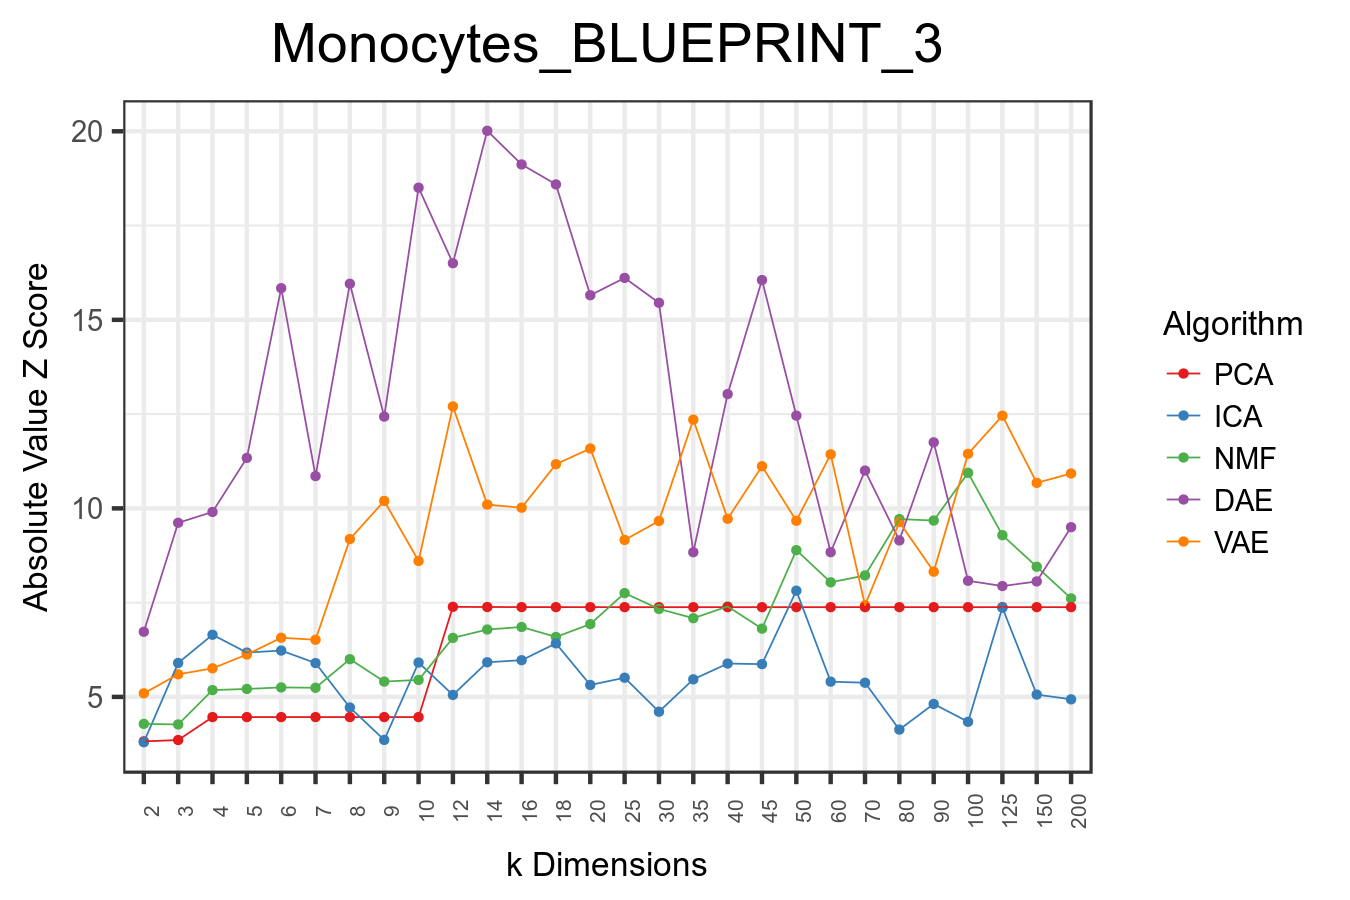 Monocytes_BLUEPRINT_3
Absolute Value Z Score
20
15
10
5
2 3 4 5 6 7 8 9 10 12 14 16 18 20 25 30 35 40 45 50 60 70 80 90 100 125 150 200
k Dimensions
Algorithm
PCA
ICA
NMF
DAE
VAE